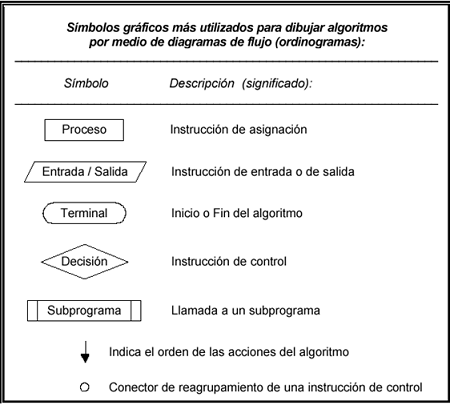 Símbolos gráficos más utilizados para dibujar algoritmos
por medio de diagramas de flujo (ordinogramas):
Símbolo Descripción (significado):
Proceso Instrucción de asignación
Entrada / Salida Instrucción de entrada o de salida
Terminal Inicio o Fin del algoritmo
Decisión Instrucción de control
Subprograma Llamada a un subprograma
Indica el orden de las acciones del algoritmo
Conector de reagrupamiento de una instrucción de control